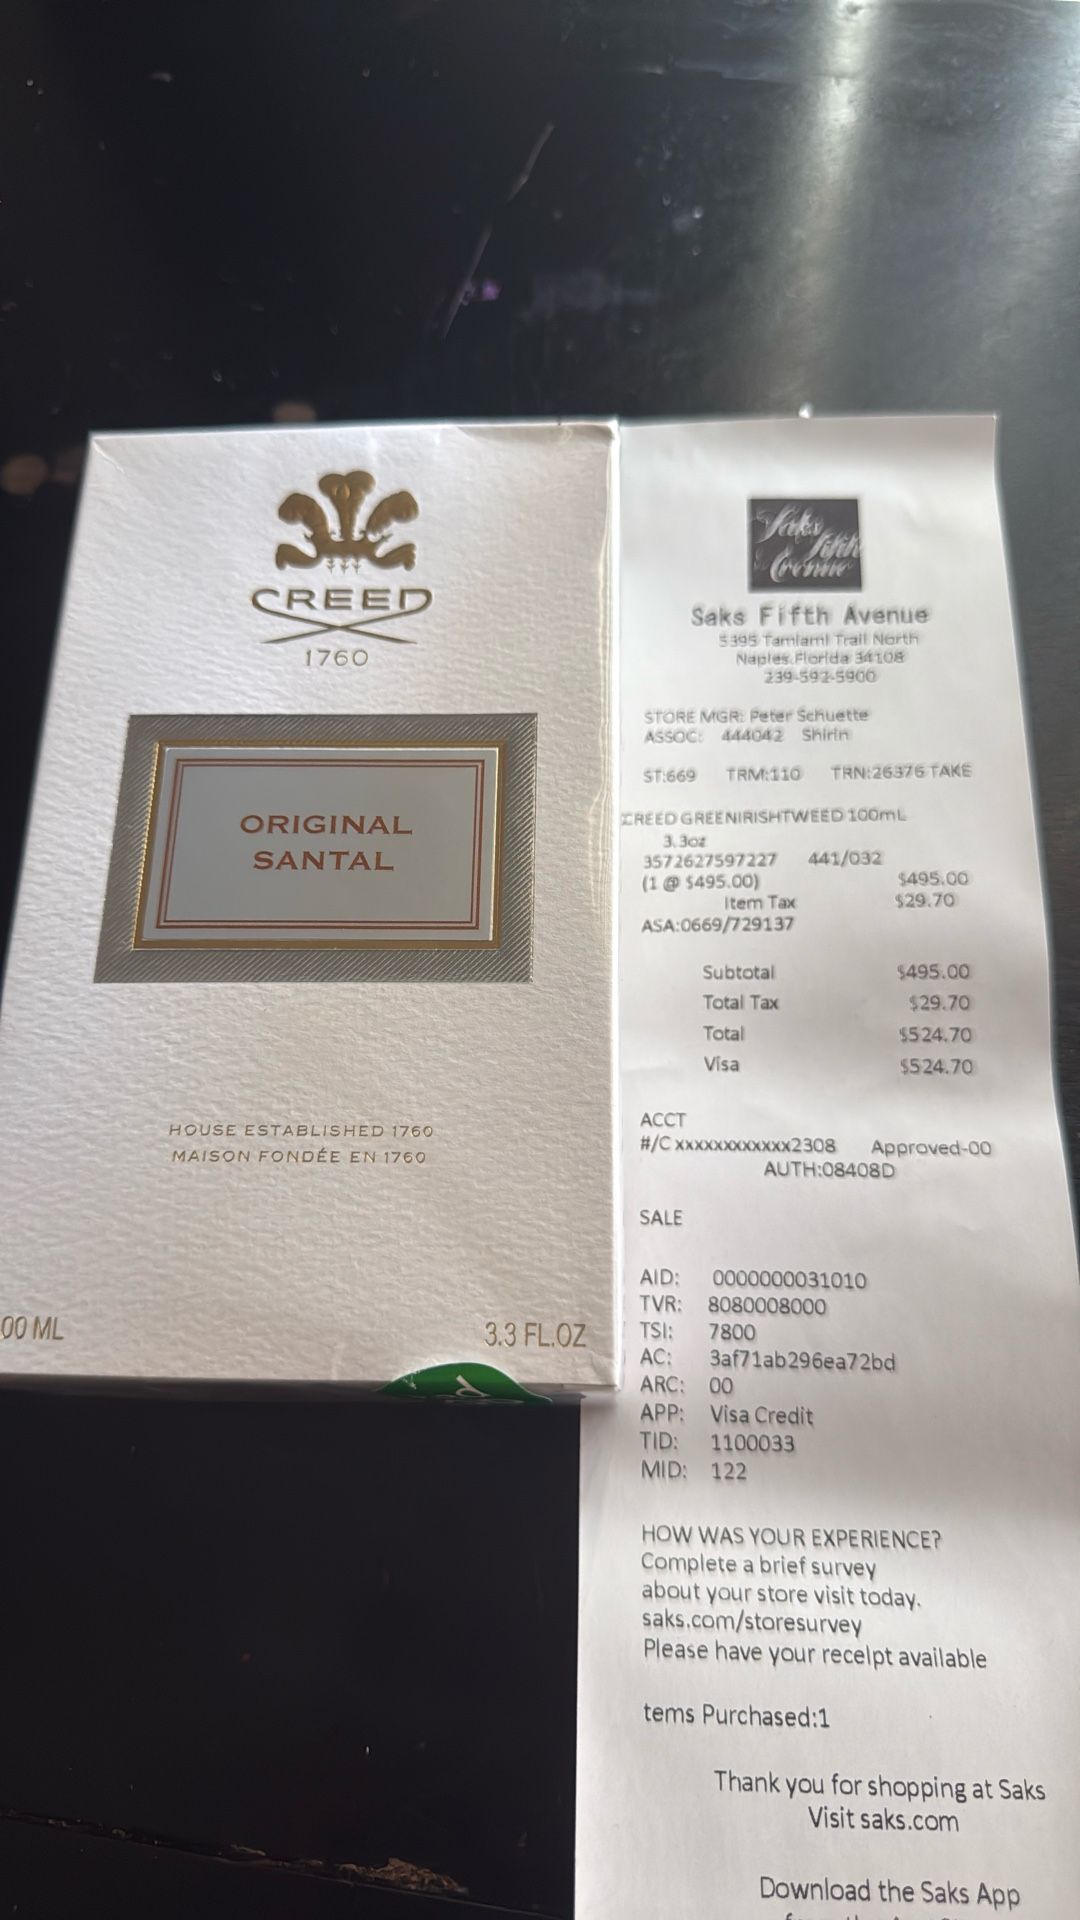 CREED
1760
ORIGINAL
SANTAL
HOUSE ESTABLISHED 1760
MAISON FONDÉE EN 1760
00 ML
3.3 FL.OZ
Saks
fifth
Avenue
Saks Fifth Avenue
5395 Tamiami Trail North
Naples.Florida 34108
239-592-5900
STORE MGR: Peter Schuette
ASSOC: 444042 Shirin
ST:669 TRM:110 TRN:26376 TAKE
CREED GREENIRISHTWEED 100mL
3.3oz
3572627597227 441/032
(1 @ $495.00) $495.00
Item Tax $29.70
ASA:0669/729137
Subtotal $495.00
Total Tax $29.70
Total $524.70
Visa $524.70
ACCT
#/C xxxxxxxxxxxx2308 Approved-00
AUTH:08408D
SALE
AID: 0000000031010
TVR: 8080008000
TSI: 7800
AC: 3af71ab296ea72bd
ARC: 00
APP: Visa Credit
TID: 1100033
MID: 122
HOW WAS YOUR EXPERIENCE?
Complete a brief survey
about your store visit today.
saks.com/storesurvey
Please have your receipt available
tems Purchased:1
Thank you for shopping at Saks
Visit saks.com
Download the Saks App